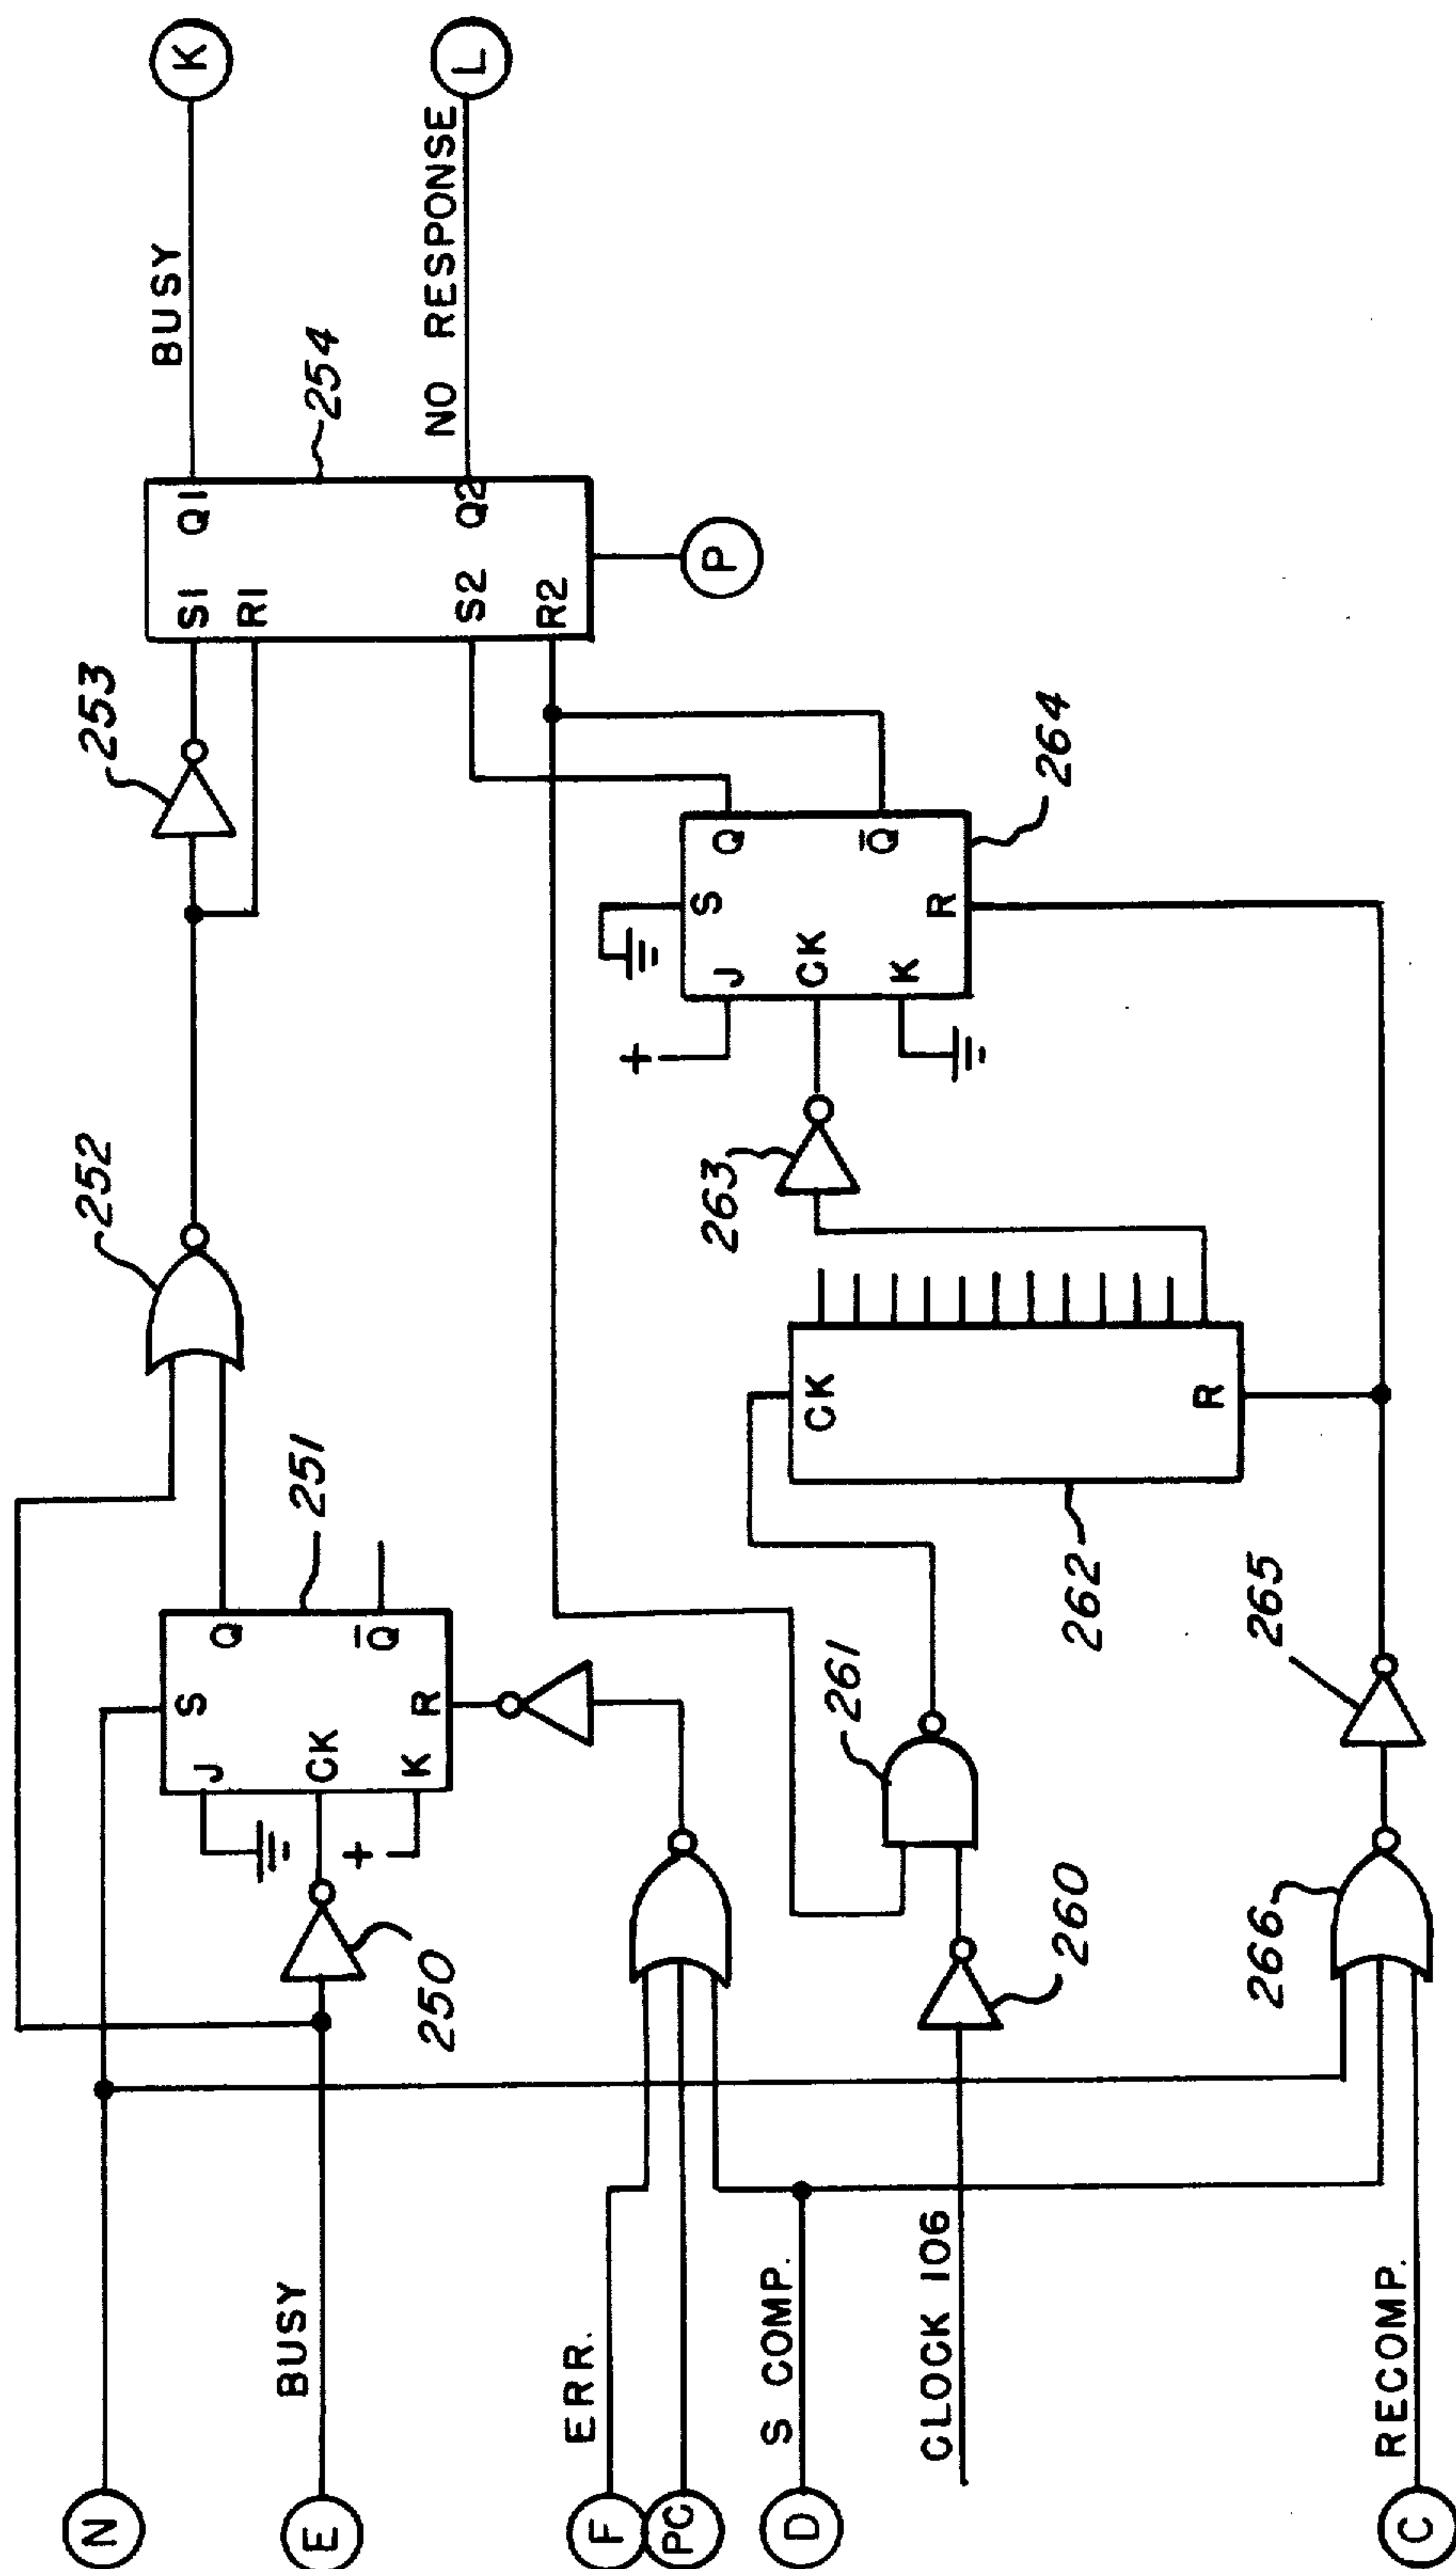 N
E
BUSY
F
ERR.
PC
D
S COMP.
CLOCK 106
C
RECOMP.
250
251
J
S
CK
K
R
Q
Q̄
252
253
254
S1
R1
S2
R2
Q1
Q2
BUSY
K
NO RESPONSE
L
P
260
261
262
CK
R
263
264
J
S
CK
K
R
Q
Q̄
265
266